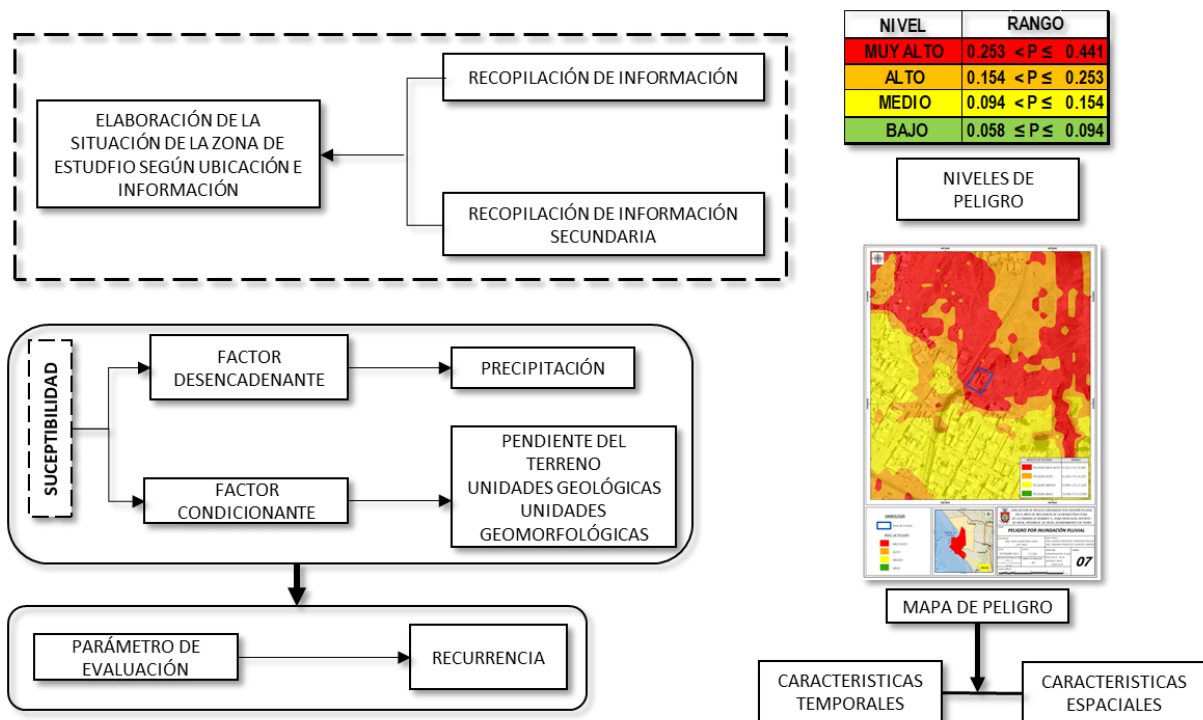 RECOPILACIÓN DE INFORMACIÓN
ELABORACIÓN DE LA
SITUACIÓN DE LA ZONA DE
ESTUDFIO SEGÚN UBICACIÓN E
INFORMACIÓN
RECOPILACIÓN DE INFORMACIÓN
SECUNDARIA
SUCEPTIBILIDAD
FACTOR
DESENCADENANTE
PRECIPITACIÓN
FACTOR
CONDICIONANTE
PENDIENTE DEL
TERRENO
UNIDADES GEOLÓGICAS
UNIDADES
GEOMORFOLÓGICAS
PARÁMETRO DE
EVALUACIÓN
RECURRENCIA
NIVEL RANGO
MUY ALTO 0.253 < P ≤ 0.441
ALTO 0.154 < P ≤ 0.253
MEDIO 0.094 < P ≤ 0.154
BAJO 0.058 ≤ P ≤ 0.094
NIVELES DE
PELIGRO
PELIGRO POR INUNDACIÓN PLUVIAL
07
MAPA DE PELIGRO
CARACTERISTICAS
TEMPORALES
CARACTERISTICAS
ESPACIALES